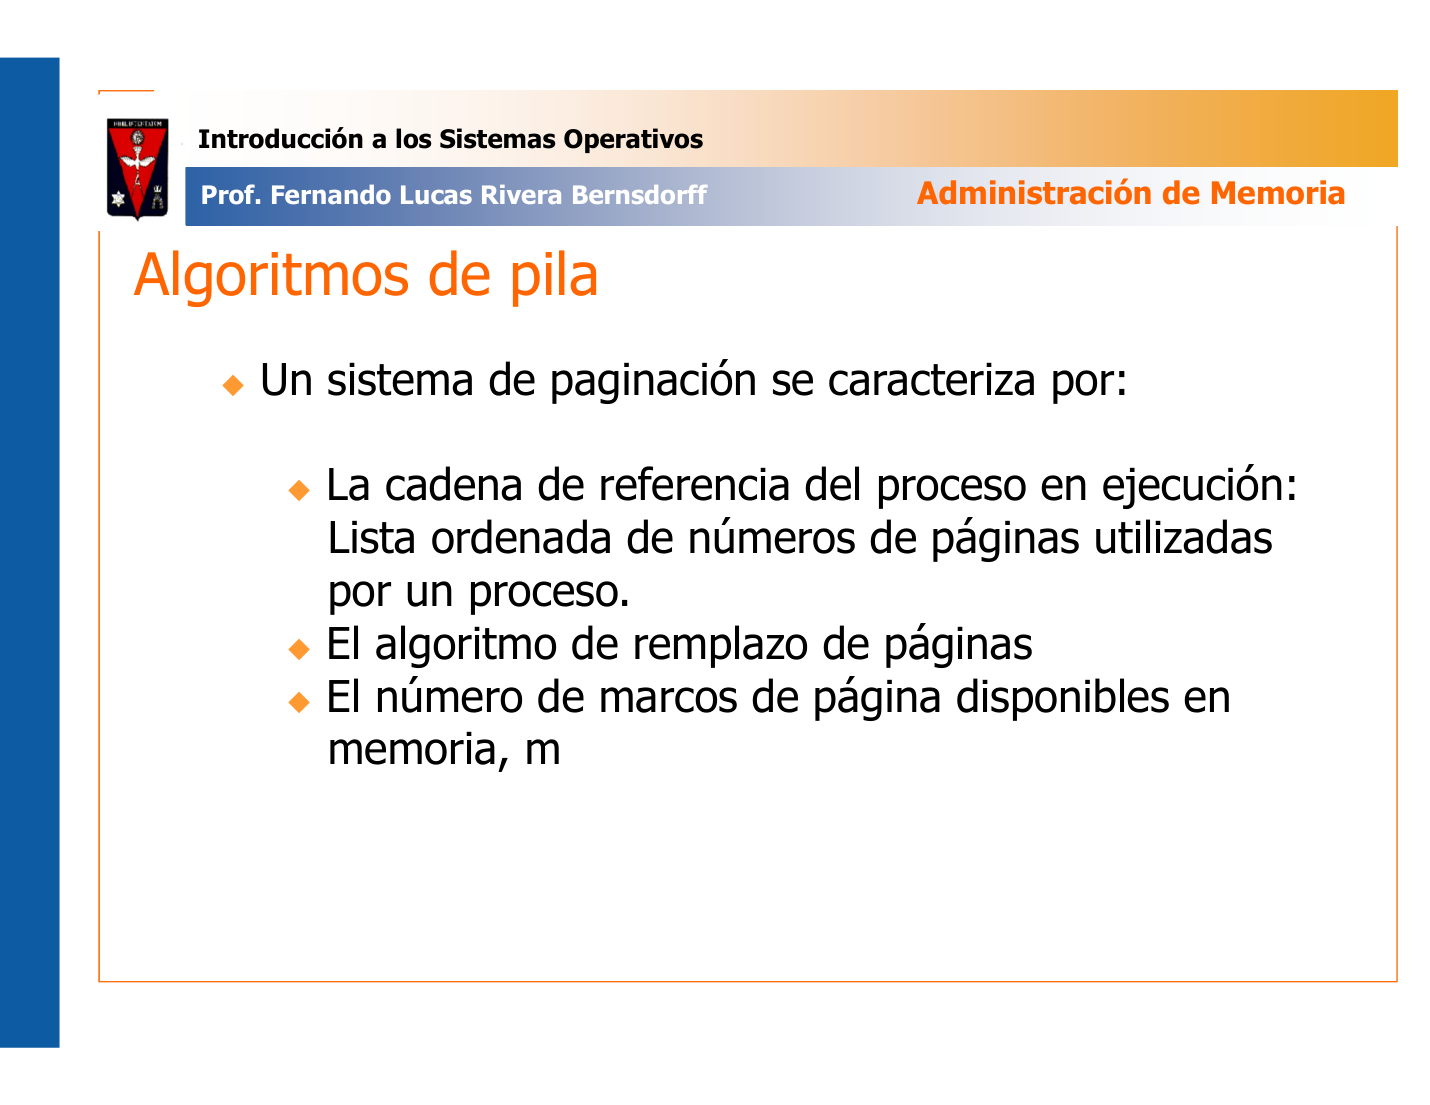 Introducción a los Sistemas Operativos
Prof. Fernando Lucas Rivera Bernsdorff
Administración de Memoria
Algoritmos de pila
Un sistema de paginación se caracteriza por:
La cadena de referencia del proceso en ejecución:
Lista ordenada de números de páginas utilizadas
por un proceso.
El algoritmo de remplazo de páginas
El número de marcos de página disponibles en
memoria, m